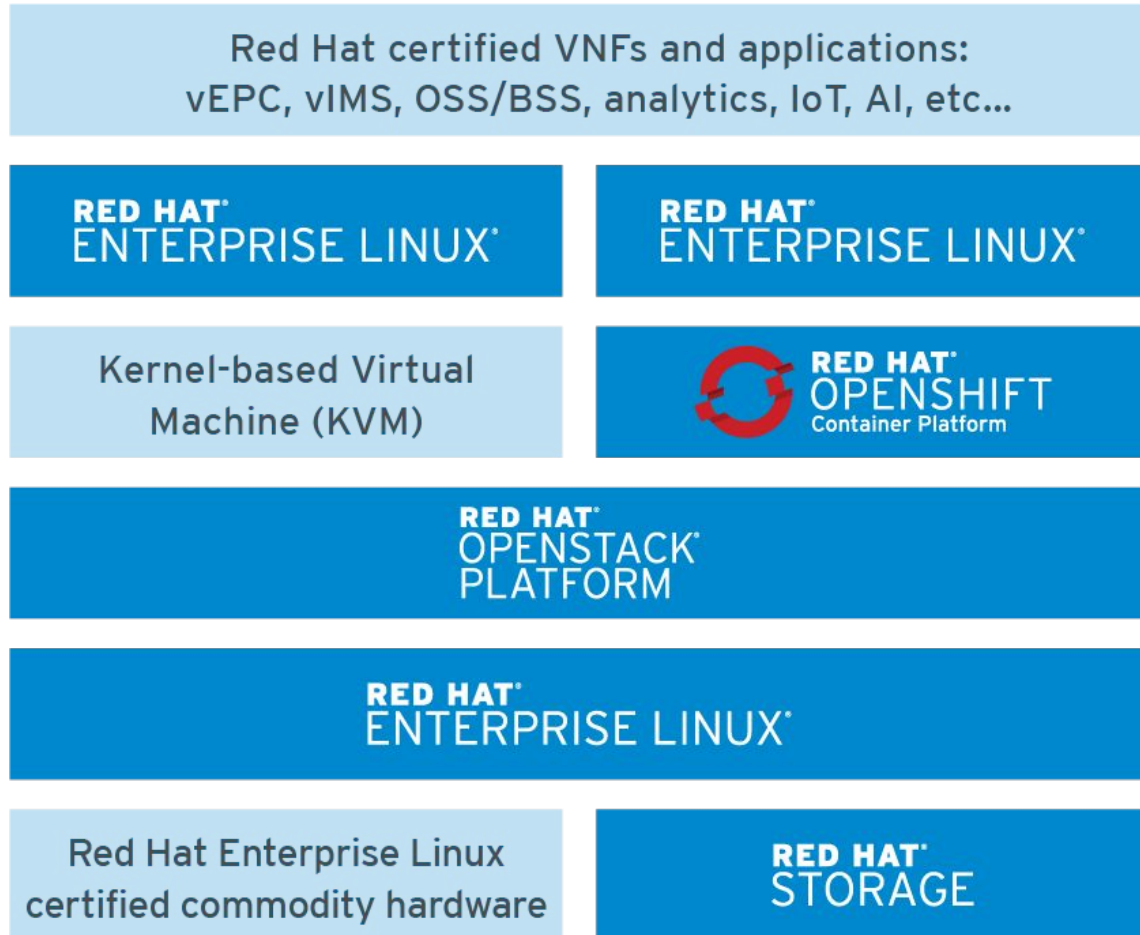 Red Hat certified VNFs and applications:
vEPC, vIMS, OSS/BSS, analytics, IoT, AI, etc...
RED HAT®
ENTERPRISE LINUX®
RED HAT®
ENTERPRISE LINUX®
Kernel-based Virtual
Machine (KVM)
RED HAT®
OPENSHIFT
Container Platform
RED HAT®
OPENSTACK®
PLATFORM
RED HAT®
ENTERPRISE LINUX®
Red Hat Enterprise Linux
certified commodity hardware
RED HAT®
STORAGE